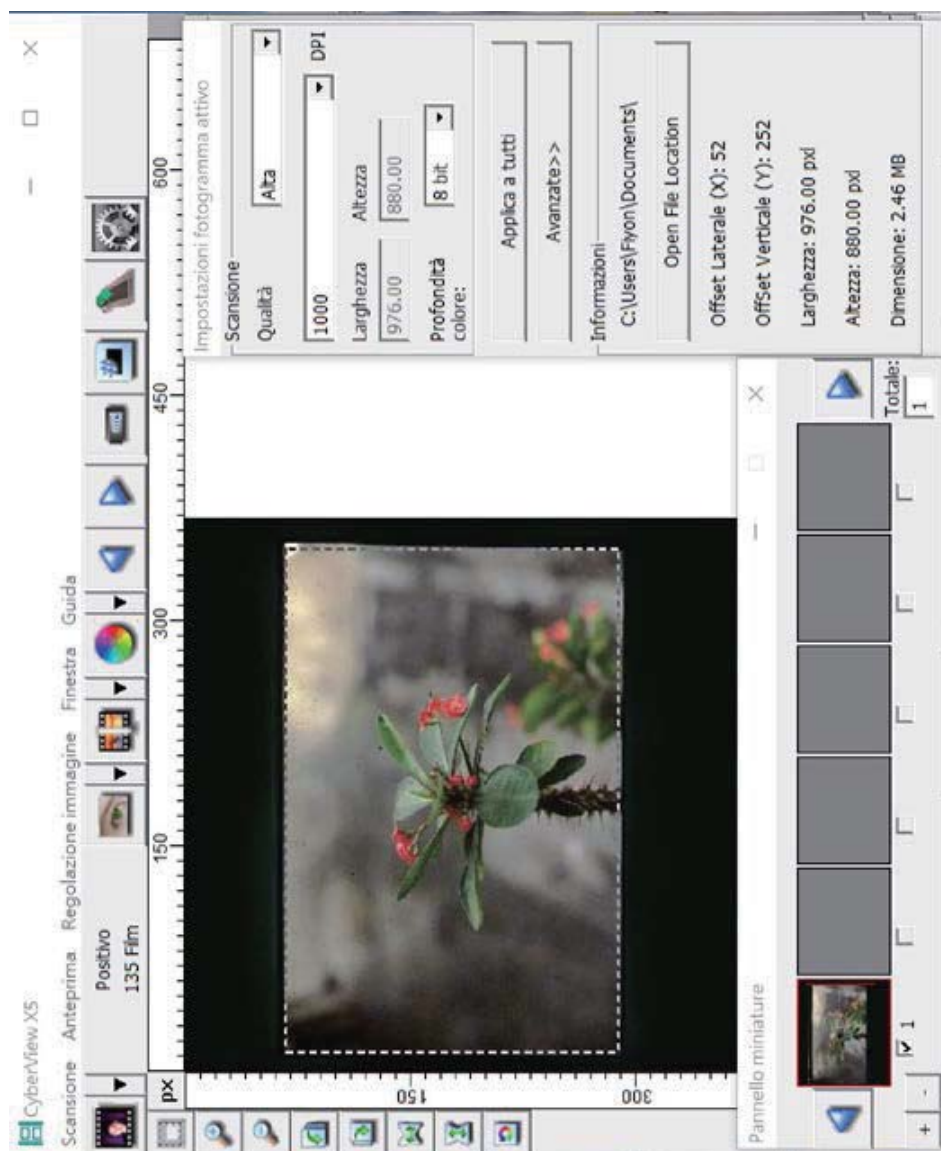 CyberView X5
Scansione Anteprima Regolazione immagine Finestra Guida
Positivo
135 Film
px
150
300
450
600
150
300
Impostazioni fotogramma attivo
Scansione
Qualità Alta
1000 DPI
Larghezza Altezza
976.00 880.00
Profondità
colore: 8 bit
Applica a tutti
Avanzate>>
Informazioni
C:\Users\Fiyon\Documents\
Open File Location
Offset Laterale (X): 52
OffSet Verticale (Y): 252
Larghezza: 976.00 pxl
Altezza: 880.00 pxl
Dimensione: 2.46 MB
Pannello miniature
Totale:
1
1
+ -